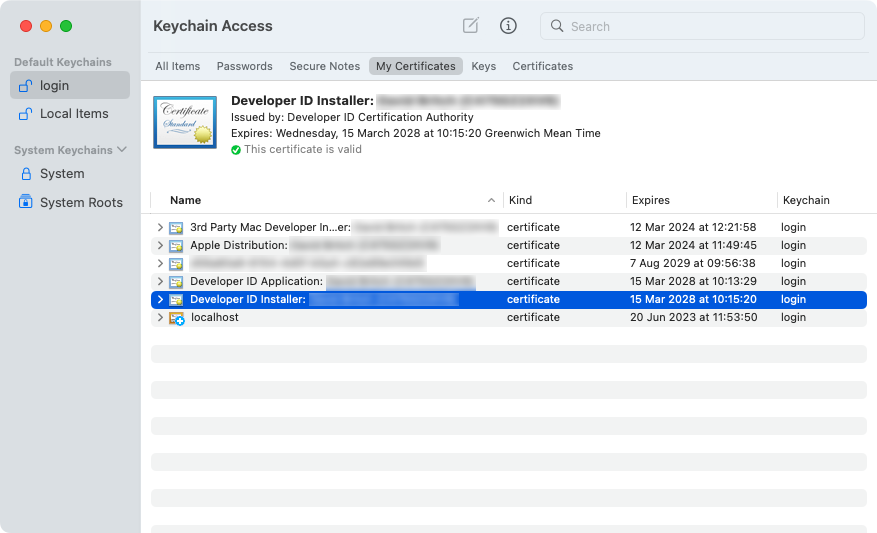 Keychain Access
Search
Default Keychains
login
Local Items
System Keychains
System
System Roots
All Items Passwords Secure Notes My Certificates Keys Certificates
Certificate
Standard
Developer ID Installer:
Issued by: Developer ID Certification Authority
Expires: Wednesday, 15 March 2028 at 10:15:20 Greenwich Mean Time
This certificate is valid
Name Kind Expires Keychain
3rd Party Mac Developer In...er: certificate 12 Mar 2024 at 12:21:58 login
Apple Distribution: certificate 12 Mar 2024 at 11:49:45 login
certificate 7 Aug 2029 at 09:56:38 login
Developer ID Application: certificate 15 Mar 2028 at 10:13:29 login
Developer ID Installer: certificate 15 Mar 2028 at 10:15:20 login
localhost certificate 20 Jun 2023 at 11:53:50 login